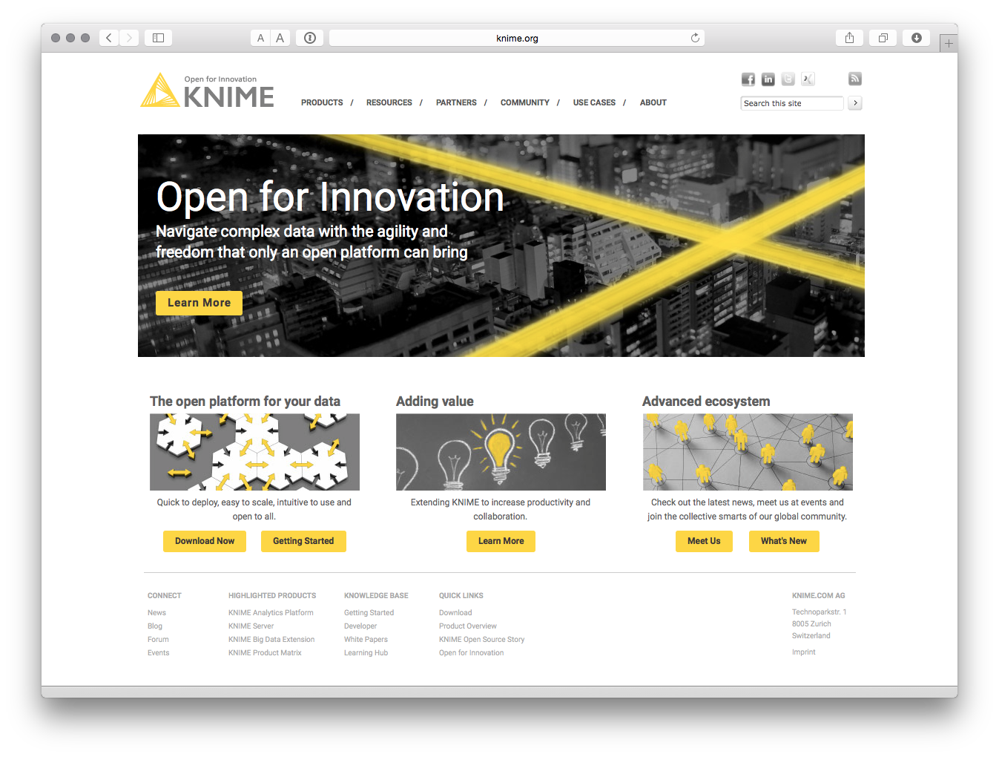 A A
knime.org
Open for Innovation
KNIME
PRODUCTS / RESOURCES / PARTNERS / COMMUNITY / USE CASES / ABOUT
Search this site
Open for Innovation
Navigate complex data with the agility and
freedom that only an open platform can bring
Learn More
The open platform for your data
Quick to deploy, easy to scale, intuitive to use and
open to all.
Download Now Getting Started
Adding value
Extending KNIME to increase productivity and
collaboration.
Learn More
Advanced ecosystem
Check out the latest news, meet us at events and
join the collective smarts of our global community.
Meet Us What's New
CONNECT
News
Blog
Forum
Events
HIGHLIGHTED PRODUCTS
KNIME Analytics Platform
KNIME Server
KNIME Big Data Extension
KNIME Product Matrix
KNOWLEDGE BASE
Getting Started
Developer
White Papers
Learning Hub
QUICK LINKS
Download
Product Overview
KNIME Open Source Story
Open for Innovation
KNIME.COM AG
Technoparkstr. 1
8005 Zurich
Switzerland
Imprint